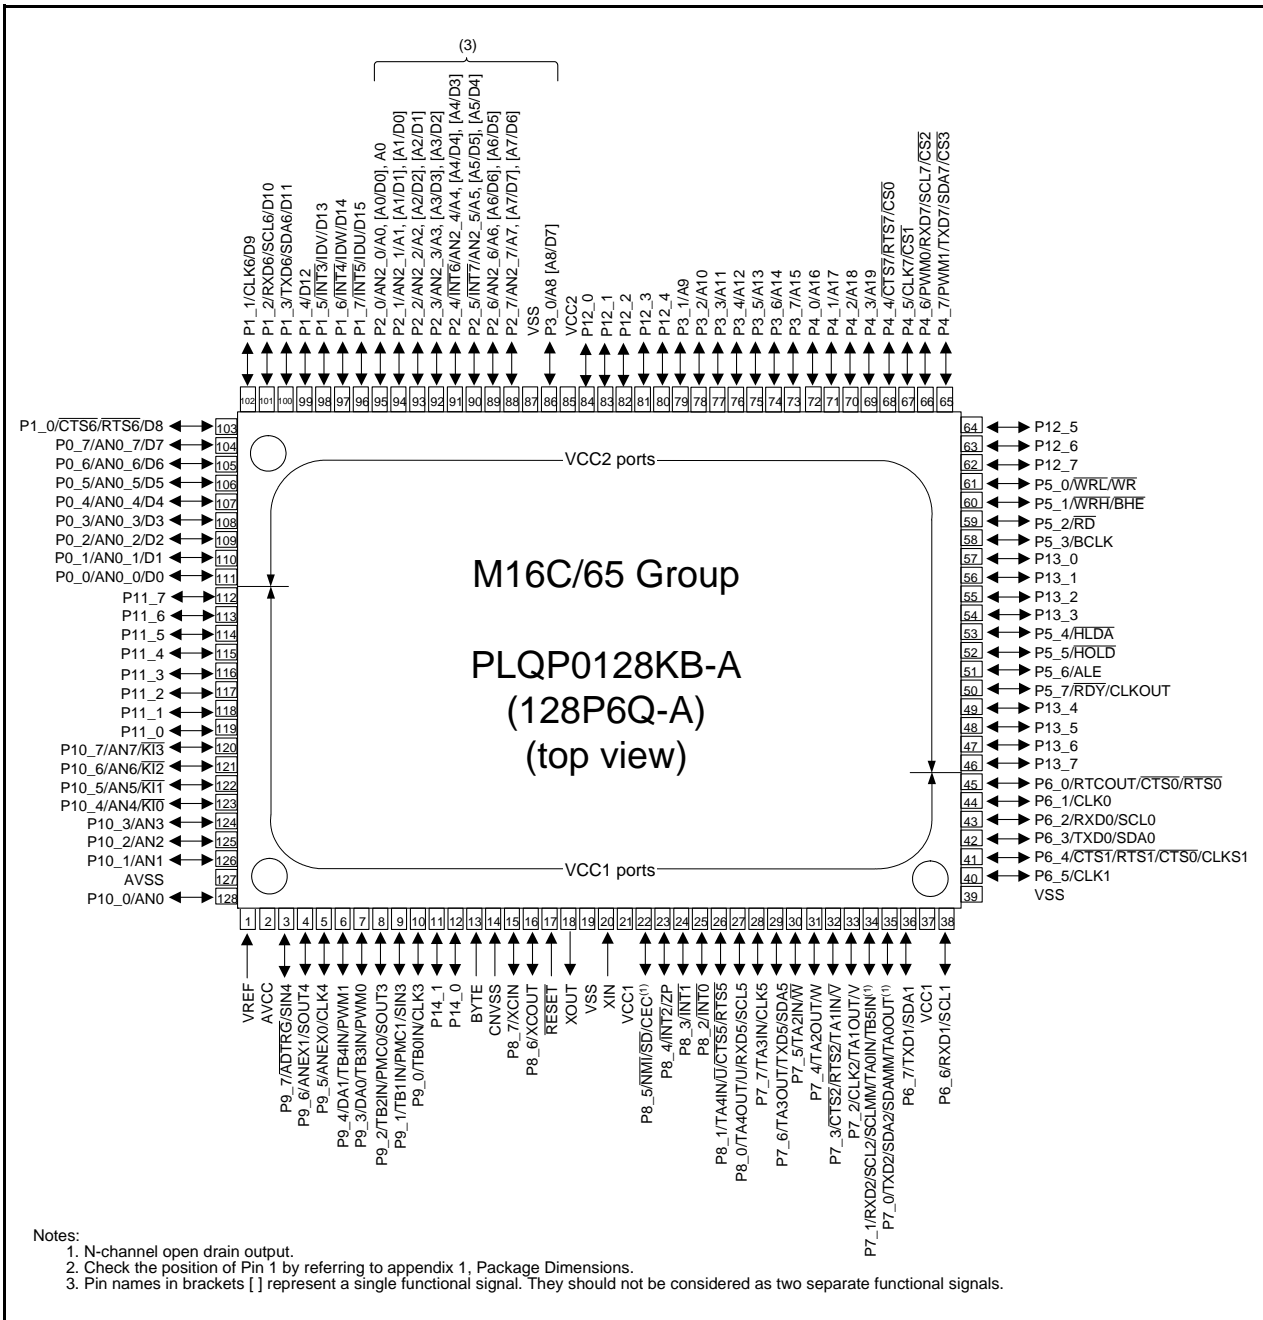 (3)
P1_1/CLK6/D9
P1_2/RXD6/SCL6/D10
P1_3/TXD6/SDA6/D11
P1_4/D12
P1_5/INT3/IDV/D13
P1_6/INT4/IDW/D14
P1_7/INT5/IDU/D15
P2_0/AN2_0/A0, [A0/D0], A0
P2_1/AN2_1/A1, [A1/D1], [A1/D0]
P2_2/AN2_2/A2, [A2/D2], [A2/D1]
P2_3/AN2_3/A3, [A3/D3], [A3/D2]
P2_4/INT6/AN2_4/A4, [A4/D4], [A4/D3]
P2_5/INT7/AN2_5/A5, [A5/D5], [A5/D4]
P2_6/AN2_6/A6, [A6/D6], [A6/D5]
P2_7/AN2_7/A7, [A7/D7], [A7/D6]
VSS
P3_0/A8 [A8/D7]
VCC2
P12_0
P12_1
P12_2
P12_3
P12_4
P3_1/A9
P3_2/A10
P3_3/A11
P3_4/A12
P3_5/A13
P3_6/A14
P3_7/A15
P4_0/A16
P4_1/A17
P4_2/A18
P4_3/A19
P4_4/CTS7/RTS7/CS0
P4_5/CLK7/CS1
P4_6/PWM0/RXD7/SCL7/CS2
P4_7/PWM1/TXD7/SDA7/CS3
102 101 100 99 98 97 96 95 94 93 92 91 90 89 88 87 86 85 84 83 82 81 80 79 78 77 76 75 74 73 72 71 70 69 68 67 66 65
P1_0/CTS6/RTS6/D8 103
P0_7/AN0_7/D7 104
P0_6/AN0_6/D6 105
P0_5/AN0_5/D5 106
P0_4/AN0_4/D4 107
P0_3/AN0_3/D3 108
P0_2/AN0_2/D2 109
P0_1/AN0_1/D1 110
P0_0/AN0_0/D0 111
P11_7 112
P11_6 113
P11_5 114
P11_4 115
P11_3 116
P11_2 117
P11_1 118
P11_0 119
P10_7/AN7/KI3 120
P10_6/AN6/KI2 121
P10_5/AN5/KI1 122
P10_4/AN4/KI0 123
P10_3/AN3 124
P10_2/AN2 125
P10_1/AN1 126
AVSS 127
P10_0/AN0 128
VCC2 ports
M16C/65 Group
PLQP0128KB-A
(128P6Q-A)
(top view)
VCC1 ports
64 P12_5
63 P12_6
62 P12_7
61 P5_0/WRL/WR
60 P5_1/WRH/BHE
59 P5_2/RD
58 P5_3/BCLK
57 P13_0
56 P13_1
55 P13_2
54 P13_3
53 P5_4/HLDA
52 P5_5/HOLD
51 P5_6/ALE
50 P5_7/RDY/CLKOUT
49 P13_4
48 P13_5
47 P13_6
46 P13_7
45 P6_0/RTCOUT/CTS0/RTS0
44 P6_1/CLK0
43 P6_2/RXD0/SCL0
42 P6_3/TXD0/SDA0
41 P6_4/CTS1/RTS1/CTS0/CLKS1
40 P6_5/CLK1
39 VSS
1 2 3 4 5 6 7 8 9 10 11 12 13 14 15 16 17 18 19 20 21 22 23 24 25 26 27 28 29 30 31 32 33 34 35 36 37 38
VREF
AVCC
P9_7/ADTRG/SIN4
P9_6/ANEX1/SOUT4
P9_5/ANEX0/CLK4
P9_4/DA1/TB4IN/PWM1
P9_3/DA0/TB3IN/PWM0
P9_2/TB2IN/PMC0/SOUT3
P9_1/TB1IN/PMC1/SIN3
P9_0/TB0IN/CLK3
P14_1
P14_0
BYTE
CNVSS
P8_7/XCIN
P8_6/XCOUT
RESET
XOUT
VSS
XIN
VCC1
P8_5/NMI/SD/CEC(1)
P8_4/INT2/ZP
P8_3/INT1
P8_2/INT0
P8_1/TA4IN/U/CTS5/RTS5
P8_0/TA4OUT/U/RXD5/SCL5
P7_7/TA3IN/CLK5
P7_6/TA3OUT/TXD5/SDA5
P7_5/TA2IN/W
P7_4/TA2OUT/W
P7_3/CTS2/RTS2/TA1IN/V
P7_2/CLK2/TA1OUT/V
P7_1/RXD2/SCL2/SCLMM/TA0IN/TB5IN(1)
P7_0/TXD2/SDA2/SDAMM/TA0OUT(1)
P6_7/TXD1/SDA1
VCC1
P6_6/RXD1/SCL1
Notes:
1. N-channel open drain output.
2. Check the position of Pin 1 by referring to appendix 1, Package Dimensions.
3. Pin names in brackets [ ] represent a single functional signal. They should not be considered as two separate functional signals.